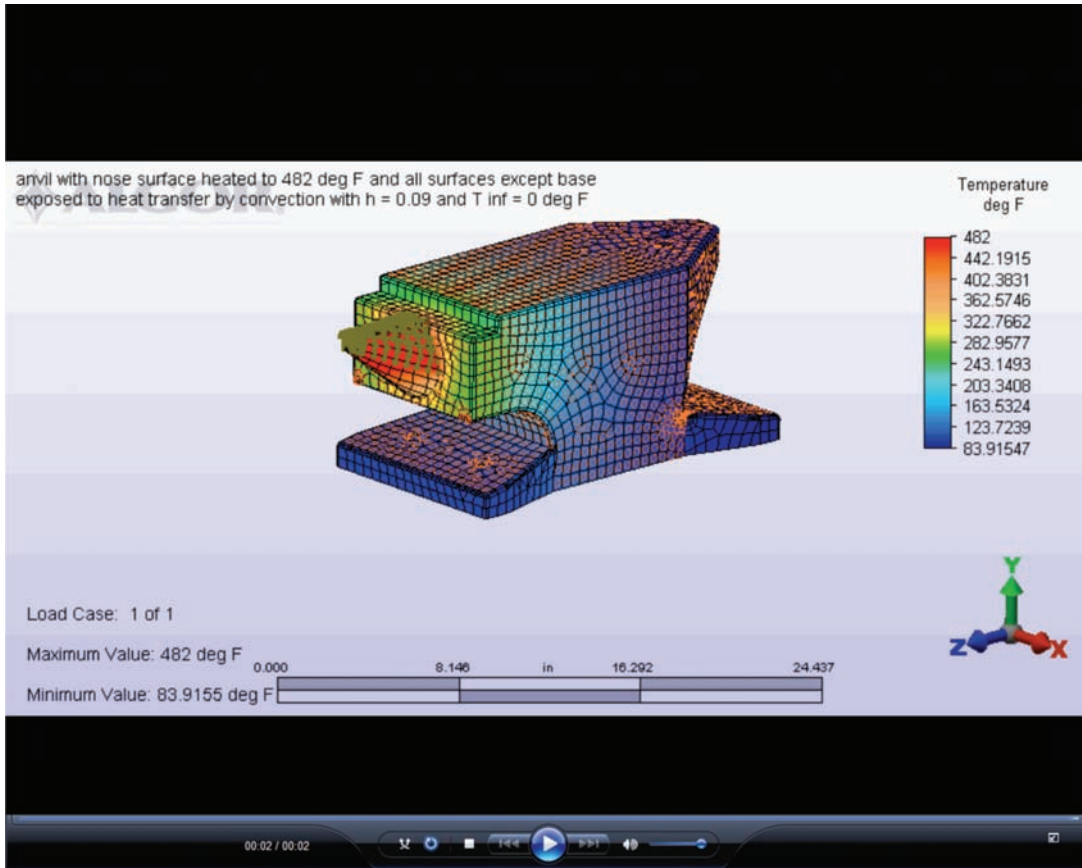 anvil with nose surface heated to 482 deg F and all surfaces except base
exposed to heat transfer by convection with h = 0.09 and T inf = 0 deg F
ALGOR
Temperature
deg F
482
442.1915
402.3831
362.5746
322.7662
282.9577
243.1493
203.3408
163.5324
123.7239
83.91547
Y
Z
X
Load Case: 1 of 1
Maximum Value: 482 deg F
0.000 8.146 in 16.292 24.437
Minimum Value: 83.9155 deg F
00:02 / 00:02